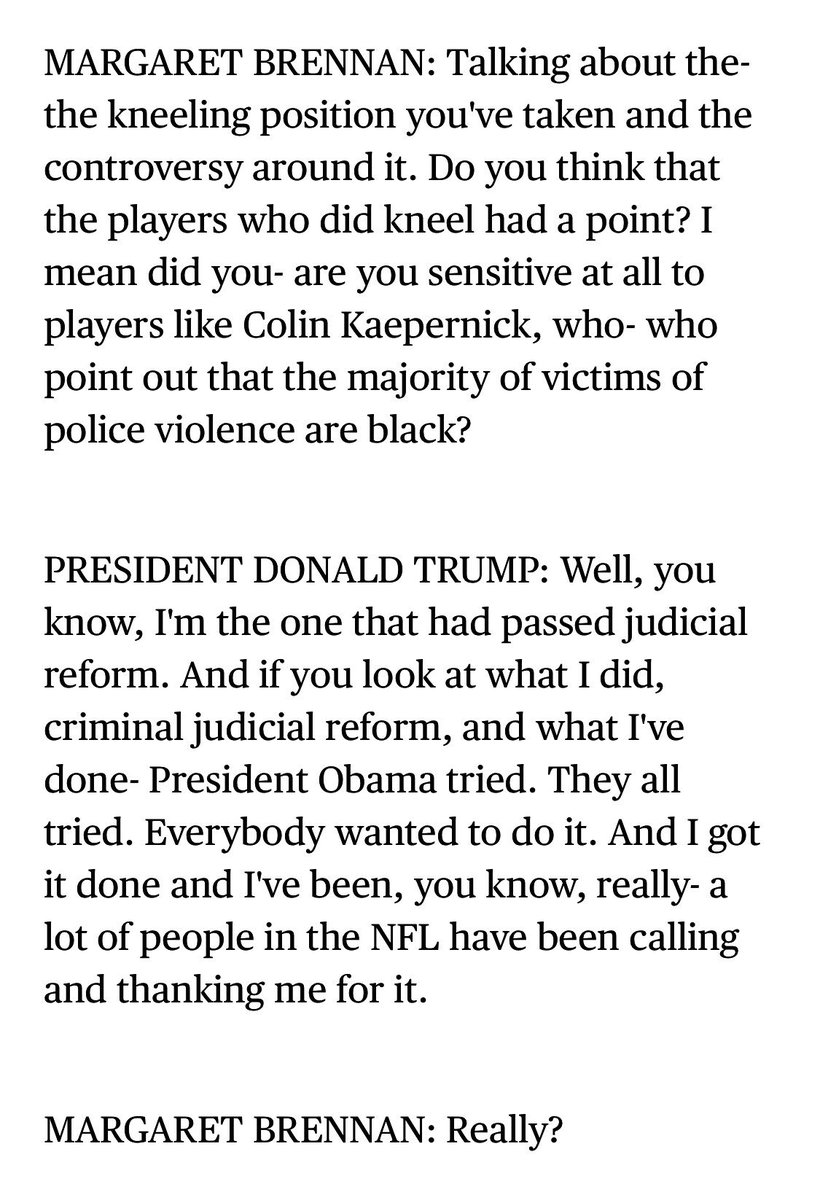 MARGARET BRENNAN: Talking about the-
the kneeling position you've taken and the
controversy around it. Do you think that
the players who did kneel had a point? I
mean did you- are you sensitive at all to
players like Colin Kaepernick, who- who
point out that the majority of victims of
police violence are black?
PRESIDENT DONALD TRUMP: Well, you
know, I'm the one that had passed judicial
reform. And if you look at what I did,
criminal judicial reform, and what I've
done- President Obama tried. They all
tried. Everybody wanted to do it. And I got
it done and I've been, you know, really- a
lot of people in the NFL have been calling
and thanking me for it.
MARGARET BRENNAN: Really?